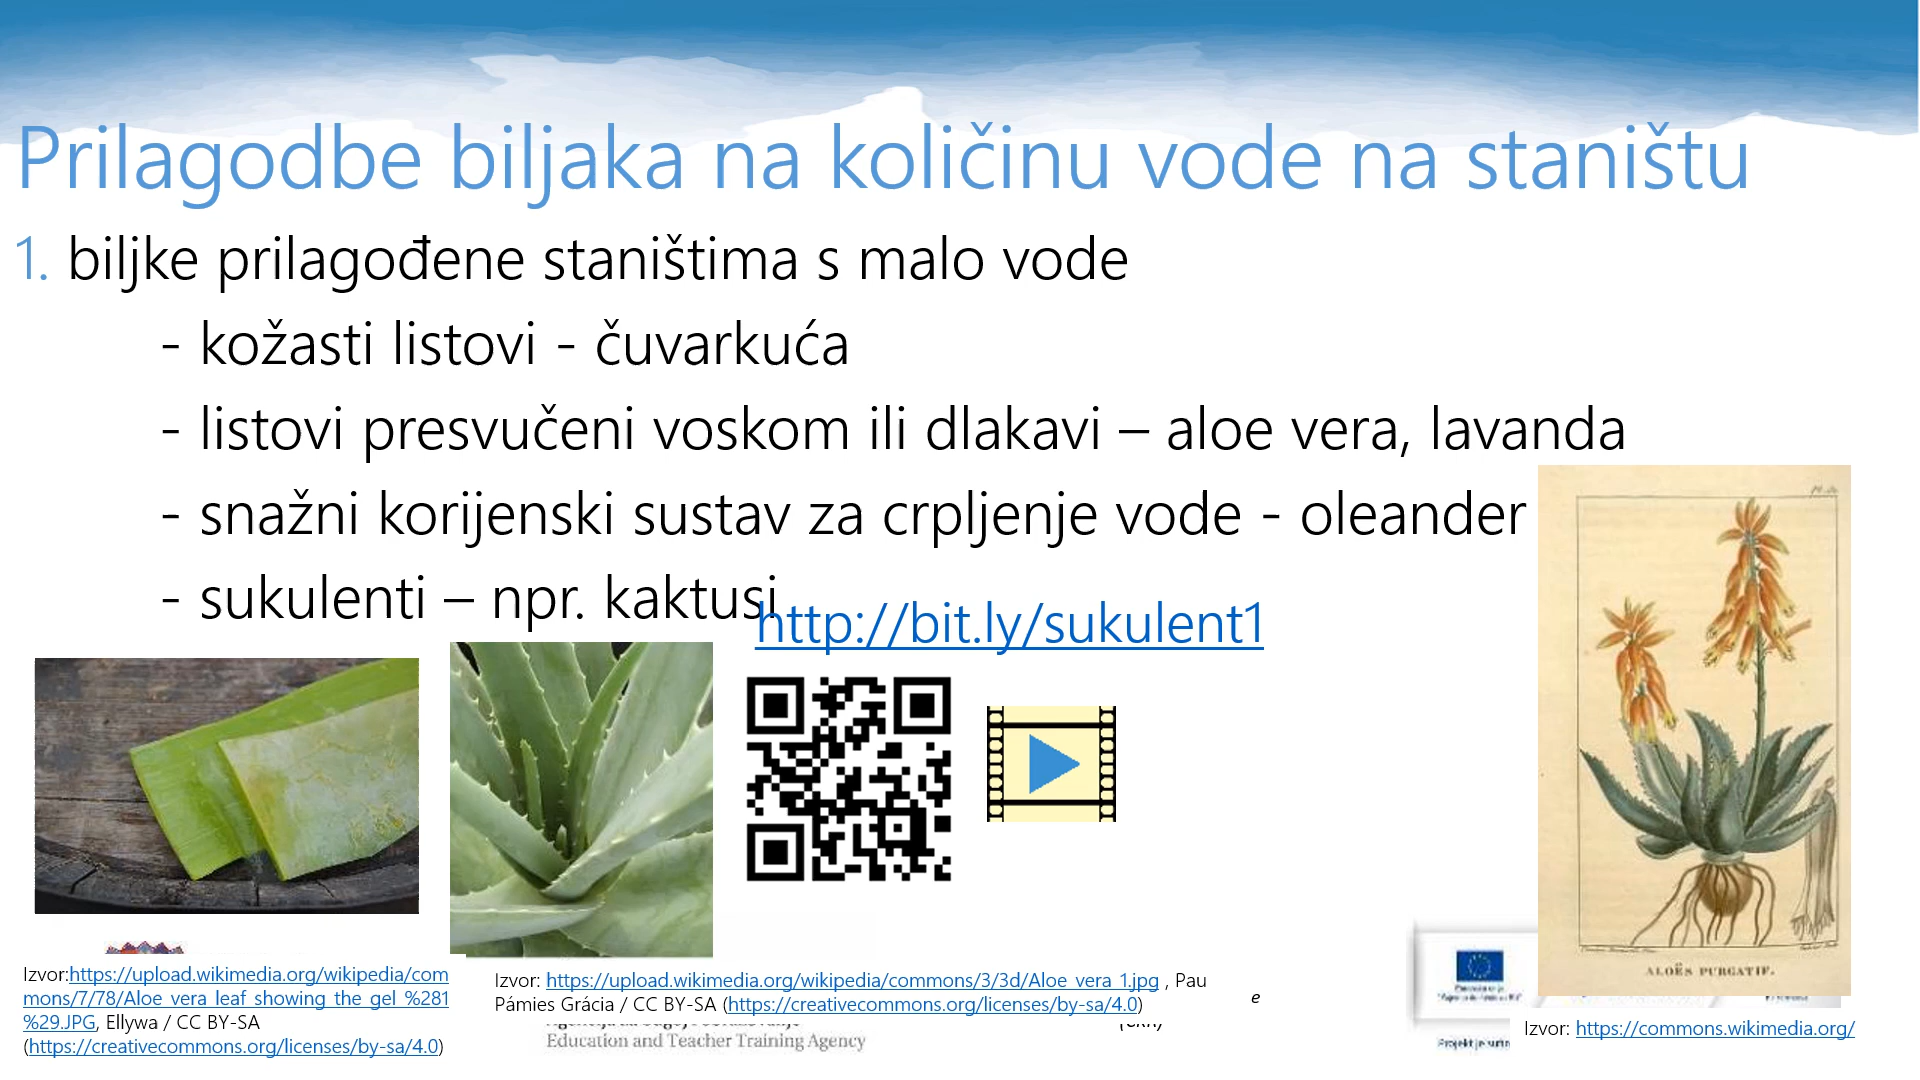 Prilagodbe biljaka na količinu vode na staništu
1. biljke prilagođene staništima s malo vode
- kožasti listovi - čuvarkuća
- listovi presvučeni voskom ili dlakavi – aloe vera, lavanda
- snažni korijenski sustav za crpljenje vode - oleander
- sukulenti – npr. kaktusi
http://bit.ly/sukulent1
ALOËS PURGATIF.
Izvor:https://upload.wikimedia.org/wikipedia/com
mons/7/78/Aloe_vera_leaf_showing_the_gel_%281
%29.JPG, Ellywa / CC BY-SA
(https://creativecommons.org/licenses/by-sa/4.0)
Izvor: https://upload.wikimedia.org/wikipedia/commons/3/3d/Aloe_vera_1.jpg , Pau
Pámies Grácia / CC BY-SA (https://creativecommons.org/licenses/by-sa/4.0)
e
Education and Teacher Training Agency
Projekt je
Izvor: https://commons.wikimedia.org/